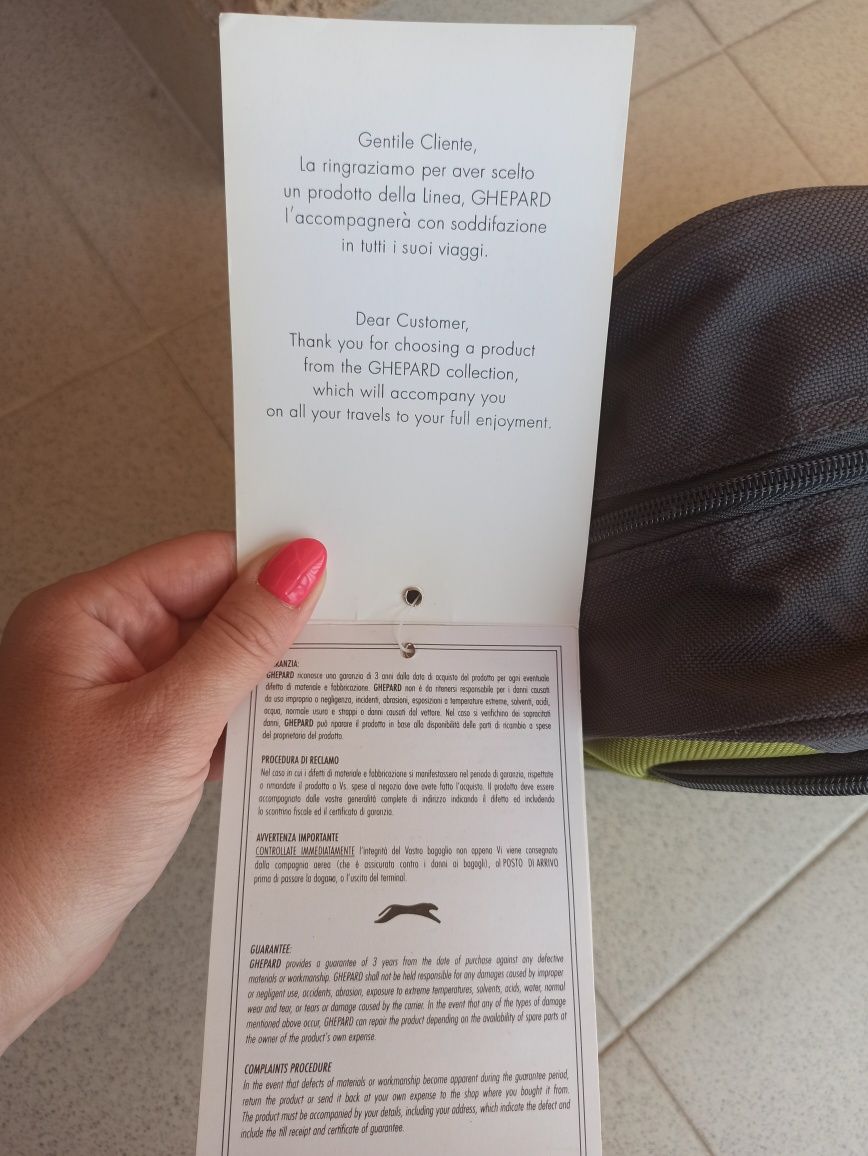 Gentile Cliente,
La ringraziamo per aver scelto
un prodotto della Linea, GHEPARD
l'accompagnerà con soddifazione
in tutti i suoi viaggi.
Dear Customer,
Thank you for choosing a product
from the GHEPARD collection,
which will accompany you
on all your travels to your full enjoyment.
RANZIA:
GHEPARD riconosce una garanzia di 3 anni dalla data di acquisto del prodotto per ogni eventuale
difetto di materiale e fabbricazione. GHEPARD non è da ritenersi responsabile per i danni causati
da uso improprio o negligenza, incidenti, abrasioni, esposizioni a temperature estreme, solventi, acidi,
acqua, normale usura e strappi o danni causati dal vettore. Nel caso si verifichino dei sopracitati
danni, GHEPARD può riparare il prodotto in base alla disponibilità delle parti di ricambio a spese
del proprietario del prodotto.
PROCEDURA DI RECLAMO
Nel caso in cui i difetti di materiale e fabbricazione si manifestassero nel periodo di garanzia, rispettate
o rimandate il prodotto a Vs. spese al negozio dove avete fatto l'acquisto. Il prodotto deve essere
accompagnato dalle vostre generalità complete di indirizzo indicando il difetto ed includendo
lo scontrino fiscale ed il certificato di garanzia.
AVVERTENZA IMPORTANTE
CONTROLLATE IMMEDIATAMENTE l'integrità del Vostro bagaglio non appena Vi viene consegnato
dalla compagnia aerea (che è assicurata contro i danni ai bagagli), al POSTO DI ARRIVO
prima di passare la dogana, o l'uscita del terminal.
GUARANTEE:
GHEPARD provides a guarantee of 3 years from the date of purchase against any defective
materials or workmanship. GHEPARD shall not be held responsible for any damages caused by improper
or negligent use, accidents, abrasion, exposure to extreme temperatures, solvents, acids, water, normal
wear and tear, or tears or damage caused by the carrier. In the event that any of the types of damage
mentioned above occur, GHEPARD can repair the product depending on the availability of spare parts at
the owner of the product's own expense.
COMPLAINTS PROCEDURE
In the event that defects of materials or workmanship become apparent during the guarantee period,
return the product or send it back at your own expense to the shop where you bought it from.
The product must be accompanied by your details, including your address, which indicate the defect and
include the till receipt and certificate of guarantee.